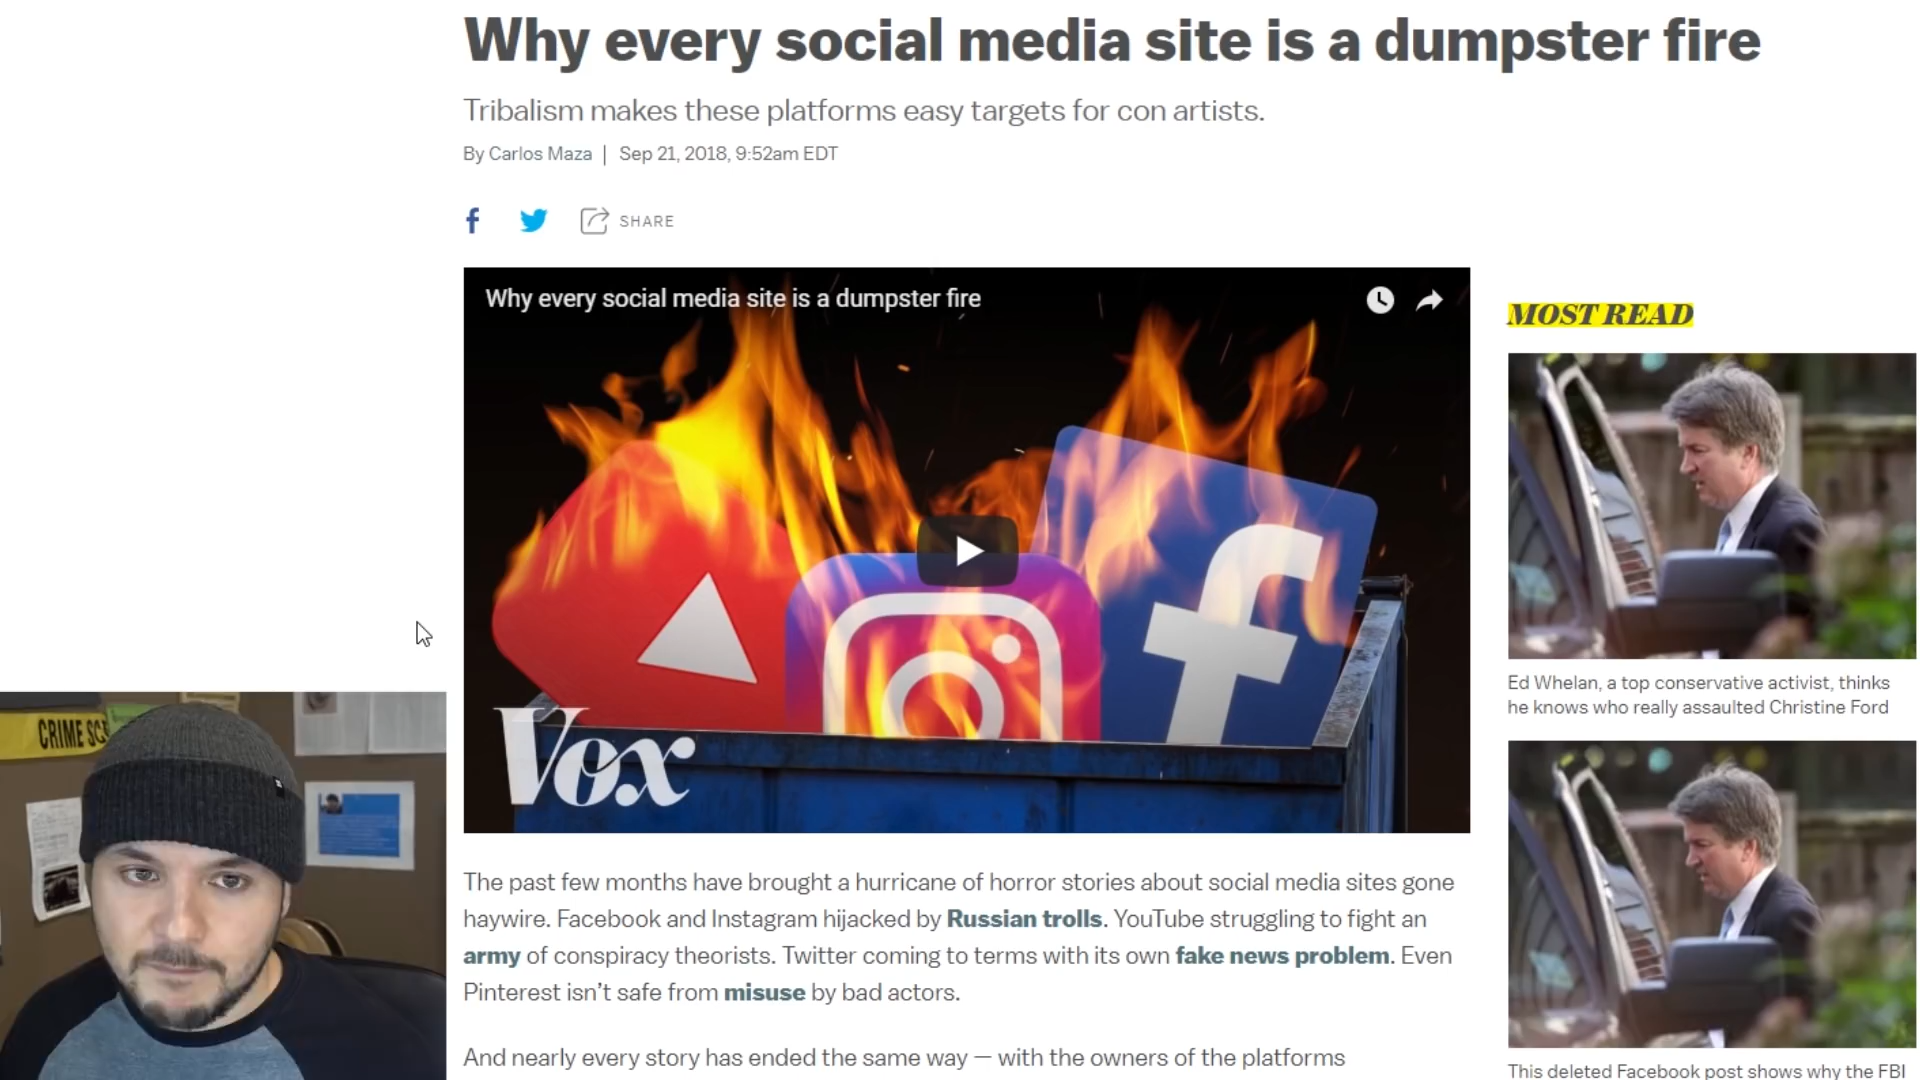 Why every social media site is a dumpster fire
Tribalism makes these platforms easy targets for con artists.
By Carlos Maza | Sep 21, 2018, 9:52am EDT
SHARE
Why every social media site is a dumpster fire
Vox
MOST READ
Ed Whelan, a top conservative activist, thinks
he knows who really assaulted Christine Ford
This deleted Facebook post shows why the FBI
CRIME SC
The past few months have brought a hurricane of horror stories about social media sites gone
haywire. Facebook and Instagram hijacked by Russian trolls. YouTube struggling to fight an
army of conspiracy theorists. Twitter coming to terms with its own fake news problem. Even
Pinterest isn't safe from misuse by bad actors.
And nearly every story has ended the same way — with the owners of the platforms